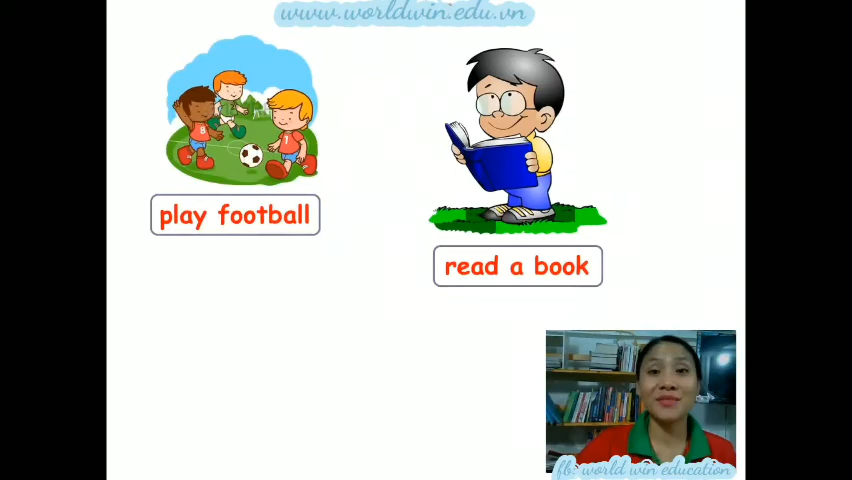 www.worldwin.edu.vn
play football
read a book
fb: world win education